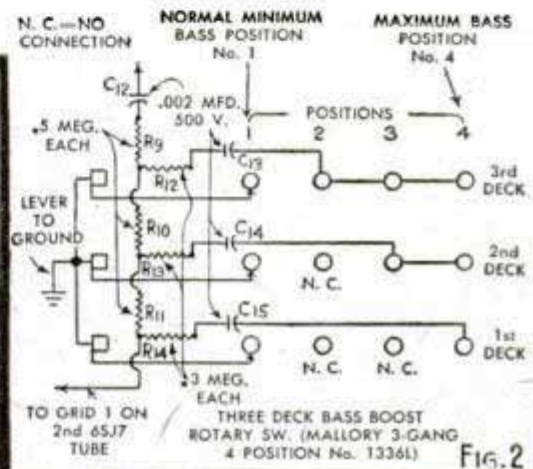 N. C.—NO
CONNECTION
NORMAL MINIMUM
BASS POSITION
No. 1
MAXIMUM BASS
POSITION
No. 4
C12
.002 MFD.
500 V.
POSITIONS
1 2 3 4
.5 MEG.
EACH
R9
C13
R12
3RD
DECK
LEVER
TO
GROUND
R10
C14
R13
N. C.
2ND
DECK
R11
C15
R14
N. C. N. C.
1ST
DECK
.3 MEG.
EACH
TO GRID 1 ON
2nd 6SJ7
TUBE
THREE DECK BASS BOOST
ROTARY SW. (MALLORY 3-GANG
4 POSITION No. 1336L)
FIG. 2